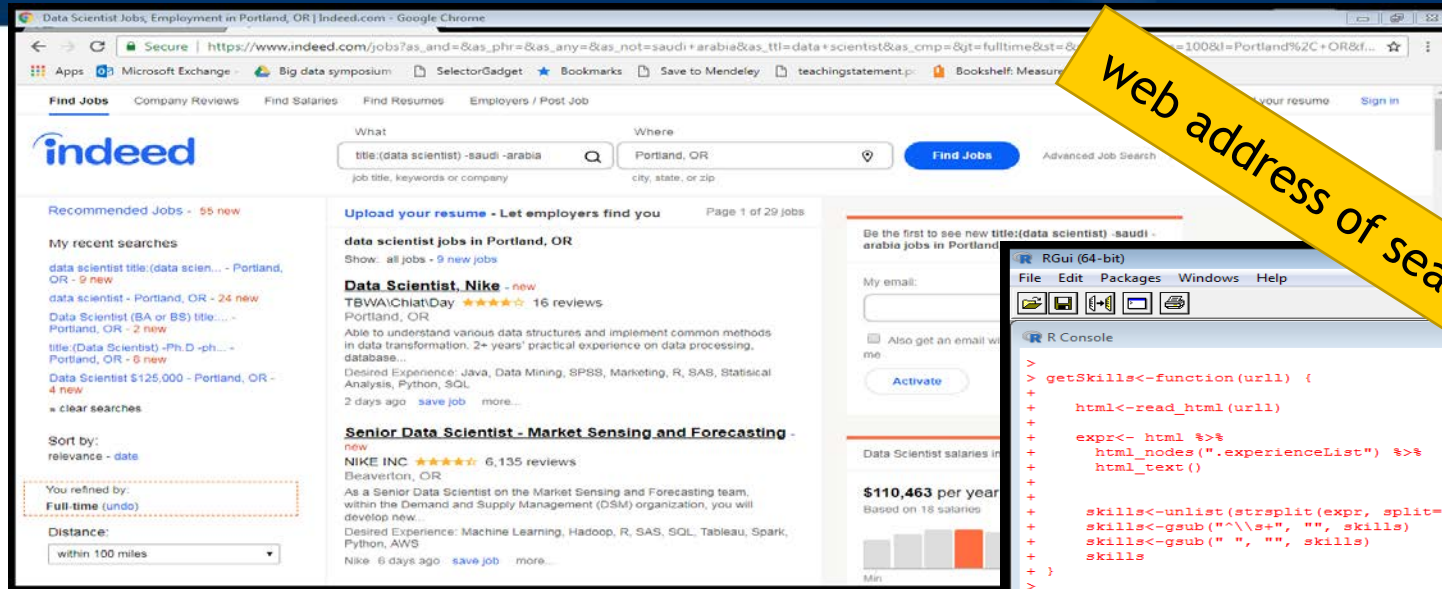 Data Scientist Jobs, Employment in Portland, OR | Indeed.com - Google Chrome
Secure | https://www.indeed.com/jobs?as_and=&as_phr=&as_any=&as_not=saudi+arabia&as_ttl=data+scientist&as_cmp=&jt=fulltime&st=& =100&l=Portland%2C+OR&f...
Apps Microsoft Exchange - Big data symposium SelectorGadget Bookmarks Save to Mendeley teachingstatement.p Bookshelf: Measure
web address of sea
Find Jobs Company Reviews Find Salaries Find Resumes Employers / Post Job your resume Sign in
indeed
What Where
title:(data scientist) -saudi -arabia Portland, OR Find Jobs Advanced Job Search
job title, keywords or company city, state, or zip
Recommended Jobs - 55 new
My recent searches
data scientist title:(data scien... - Portland,
OR - 9 new
data scientist - Portland, OR - 24 new
Data Scientist (BA or BS) title:... -
Portland, OR - 2 new
title:(Data Scientist) -Ph.D -ph... -
Portland, OR - 6 new
Data Scientist $125,000 - Portland, OR -
4 new
» clear searches
Sort by:
relevance - date
You refined by:
Full-time (undo)
Distance:
within 100 miles
Upload your resume - Let employers find you Page 1 of 29 jobs
data scientist jobs in Portland, OR
Show: all jobs - 9 new jobs
Data Scientist, Nike - new
TBWA\Chiat\Day 16 reviews
Portland, OR
Able to understand various data structures and implement common methods
in data transformation. 2+ years' practical experience on data processing,
database...
Desired Experience: Java, Data Mining, SPSS, Marketing, R, SAS, Statisical
Analysis, Python, SQL
2 days ago save job more...
Senior Data Scientist - Market Sensing and Forecasting -
new
NIKE INC 6,135 reviews
Beaverton, OR
As a Senior Data Scientist on the Market Sensing and Forecasting team,
within the Demand and Supply Management (DSM) organization, you will
develop new...
Desired Experience: Machine Learning, Hadoop, R, SAS, SQL, Tableau, Spark,
Python, AWS
Nike 6 days ago save job more...
Be the first to see new title:(data scientist) -saudi -
arabia jobs in Portland
My email:
Also get an email wi
me
Activate
Data Scientist salaries in
$110,463 per year
Based on 18 salaries
Min
RGui (64-bit)
File Edit Packages Windows Help
R Console
>
> getSkills<-function(url1) {
+
+ html<-read_html(url1)
+
+ expr<- html %>%
+ html_nodes(".experienceList") %>%
+ html_text()
+
+
+ skills<-unlist(strsplit(expr, split=
+ skills<-gsub("^\\s+", "", skills)
+ skills<-gsub(" ", "", skills)
+ skills
+ }
>